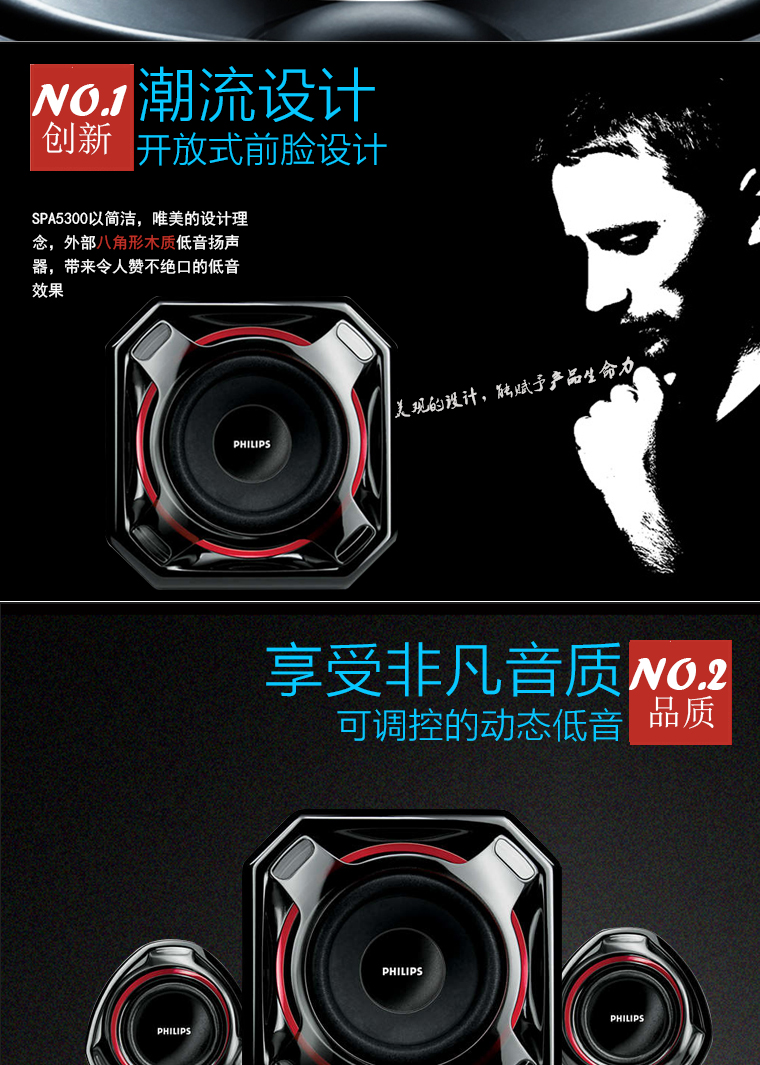 NO.1
创新
潮流设计
开放式前脸设计
SPA5300以简洁，唯美的设计理
念，外部八角形木质低音扬声
器，带来令人赞不绝口的低音
效果
PHILIPS
美观的设计，能赋予产品生命力
享受非凡音质
可调控的动态低音
NO.2
品质
PHILIPS
PHILIPS
PHILIPS